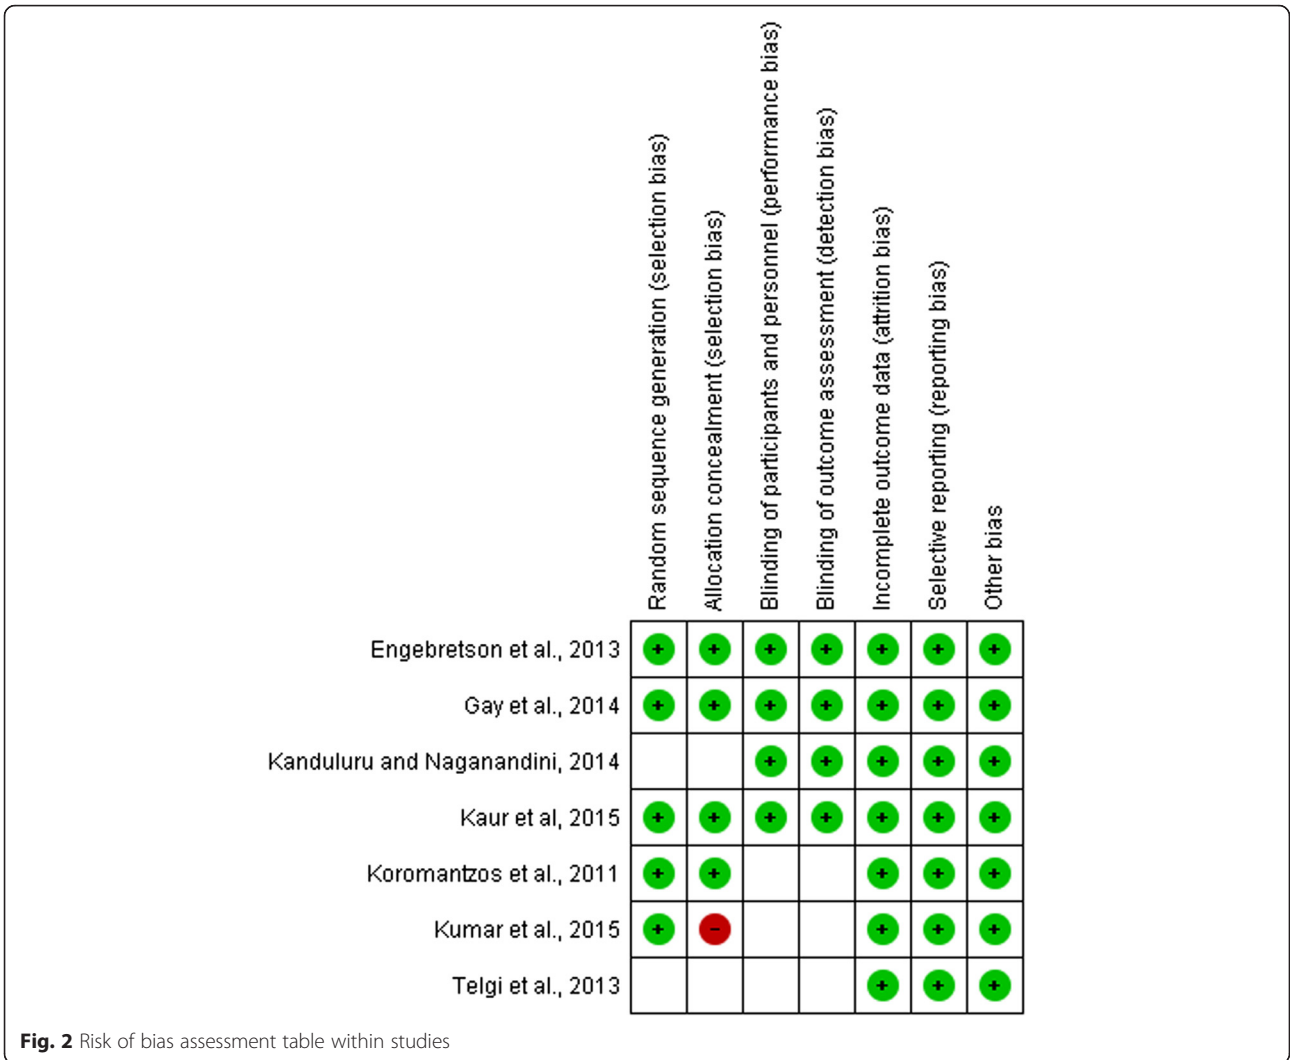 Random sequence generation (selection bias)
Allocation concealment (selection bias)
Blinding of participants and personnel (performance bias)
Blinding of outcome assessment (detection bias)
Incomplete outcome data (attrition bias)
Selective reporting (reporting bias)
Other bias
Engebretson et al., 2013 + + + + + + +
Gay et al., 2014 + + + + + + +
Kanduluru and Naganandini, 2014 + + + + +
Kaur et al, 2015 + + + + + + +
Koromantzos et al., 2011 + + + + +
Kumar et al., 2015 + - + + +
Telgi et al., 2013 + + +
Fig. 2 Risk of bias assessment table within studies